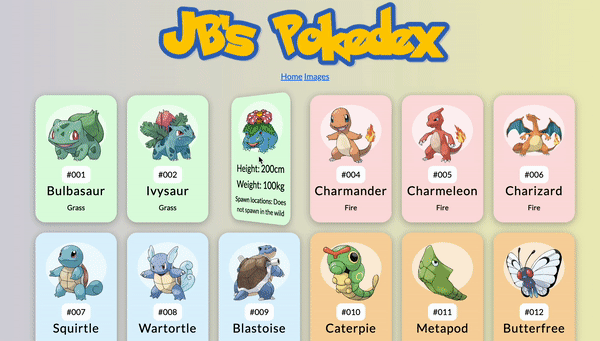 JB's Pokedex
Home Images
#001
Bulbasaur
Grass
#002
Ivysaur
Grass
Height: 200cm
Weight: 100kg
Spawn locations: Does
not spawn in the wild
#004
Charmander
Fire
#005
Charmeleon
Fire
#006
Charizard
Fire
#007
Squirtle
#008
Wartortle
#009
Blastoise
#010
Caterpie
#011
Metapod
#012
Butterfree